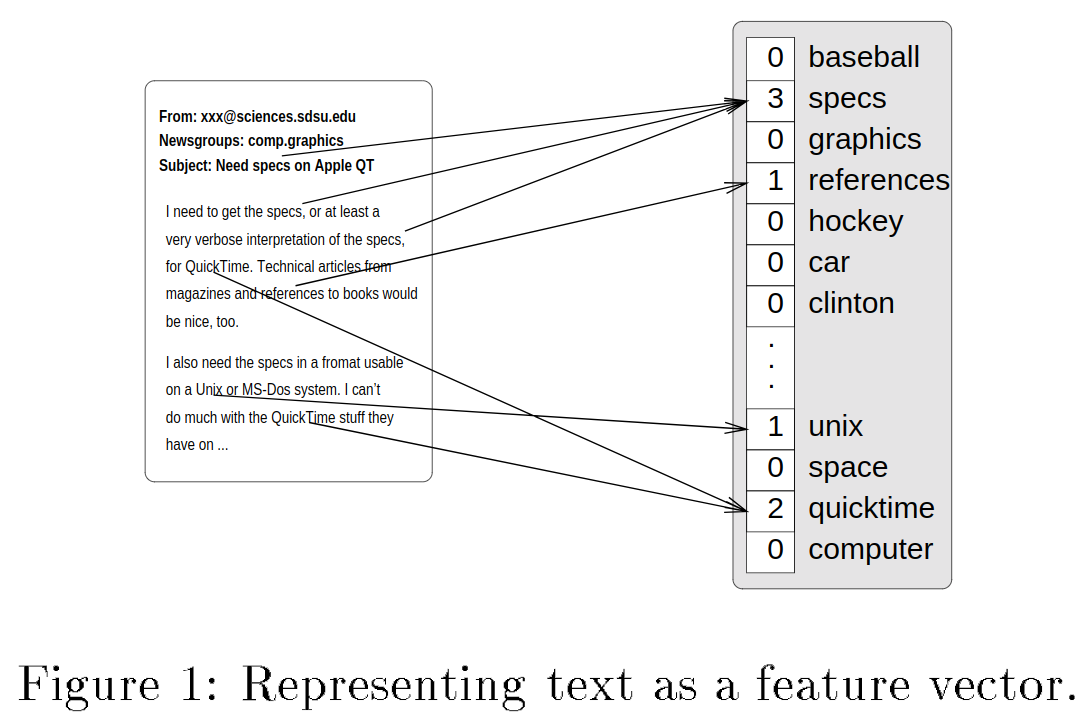 From: xxx@sciences.sdsu.edu
Newsgroups: comp.graphics
Subject: Need specs on Apple QT
I need to get the specs, or at least a
very verbose interpretation of the specs,
for QuickTime. Technical articles from
magazines and references to books would
be nice, too.
I also need the specs in a fromat usable
on a Unix or MS-Dos system. I can't
do much with the QuickTime stuff they
have on ...
0 baseball
3 specs
0 graphics
1 references
0 hockey
0 car
0 clinton
.
.
.
1 unix
0 space
2 quicktime
0 computer
Figure 1: Representing text as a feature vector.